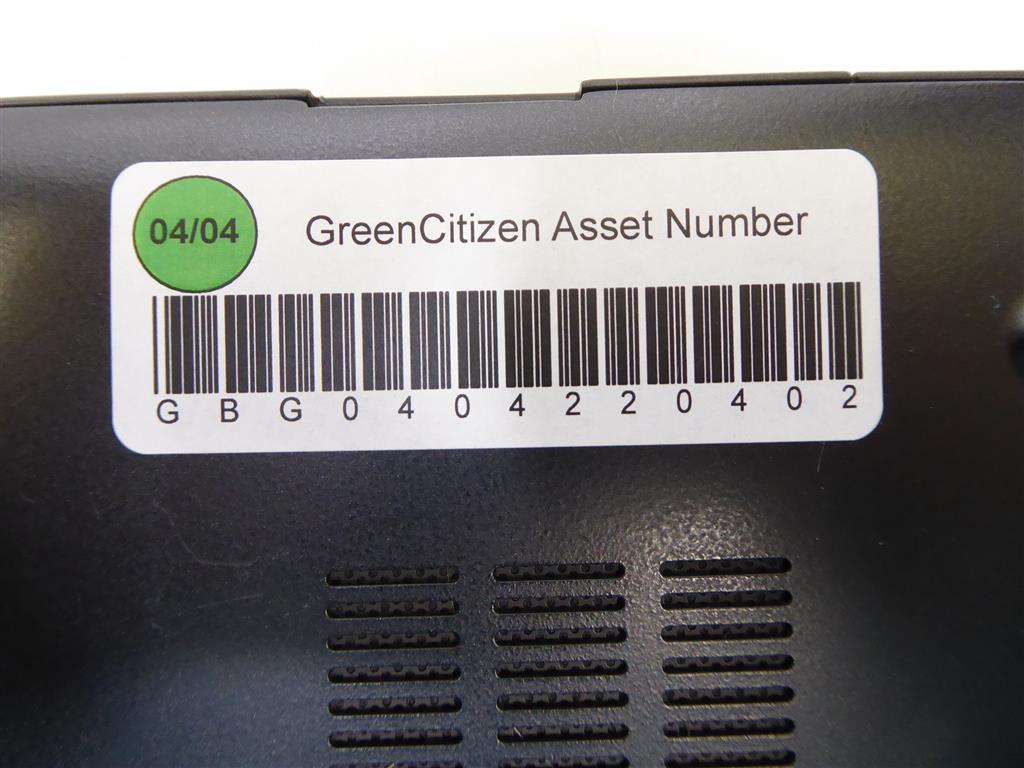 04/04
GreenCitizen Asset Number
G B G 0 4 0 4 2 2 0 4 0 2